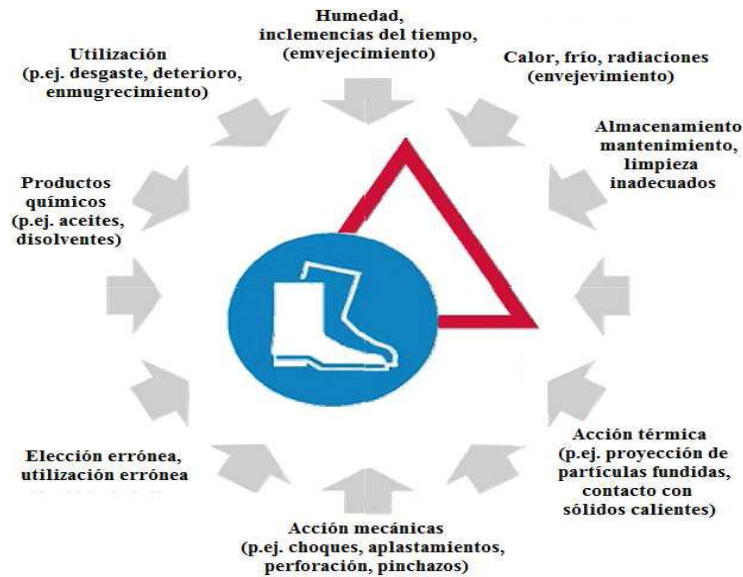 Humedad,
inclemencias del tiempo,
(emvejecimiento)
Calor, frío, radiaciones
(envejevimiento)
Almacenamiento
mantenimiento,
limpieza
inadecuados
Acción térmica
(p.ej. proyección de
partículas fundidas,
contacto con
sólidos calientes)
Acción mecánicas
(p.ej. choques, aplastamientos,
perforación, pinchazos)
Elección errónea,
utilización errónea
Productos
químicos
(p.ej. aceites,
disolventes)
Utilización
(p.ej. desgaste, deterioro,
enmugrecimiento)